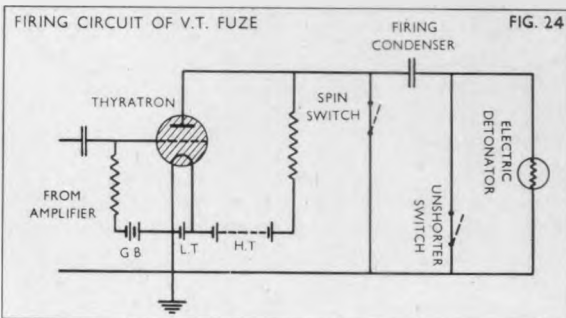 FIRING CIRCUIT OF V.T. FUZE
FIG. 24
FIRING
CONDENSER
THYRATRON
SPIN
SWITCH
ELECTRIC
DETONATOR
UNSHORTER
SWITCH
FROM
AMPLIFIER
G.B.
L.T.
H.T